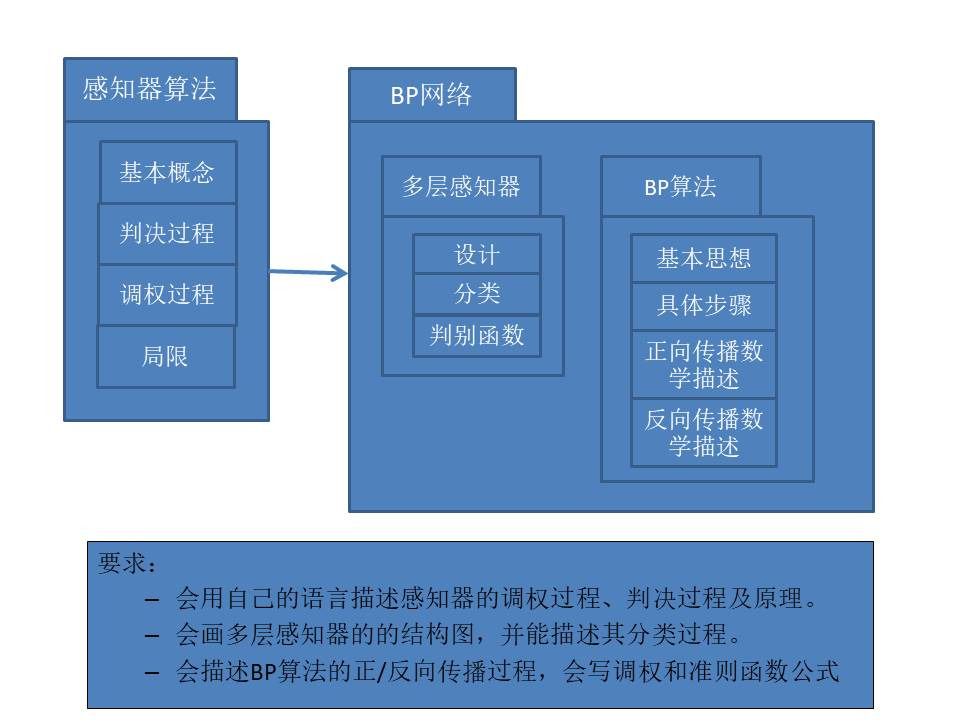 感知器算法
基本概念
判决过程
调权过程
局限
BP网络
多层感知器
设计
分类
判别函数
BP算法
基本思想
具体步骤
正向传播数
学描述
反向传播数
学描述
要求：
– 会用自己的语言描述感知器的调权过程、判决过程及原理。
– 会画多层感知器的的结构图，并能描述其分类过程。
– 会描述BP算法的正/反向传播过程，会写调权和准则函数公式